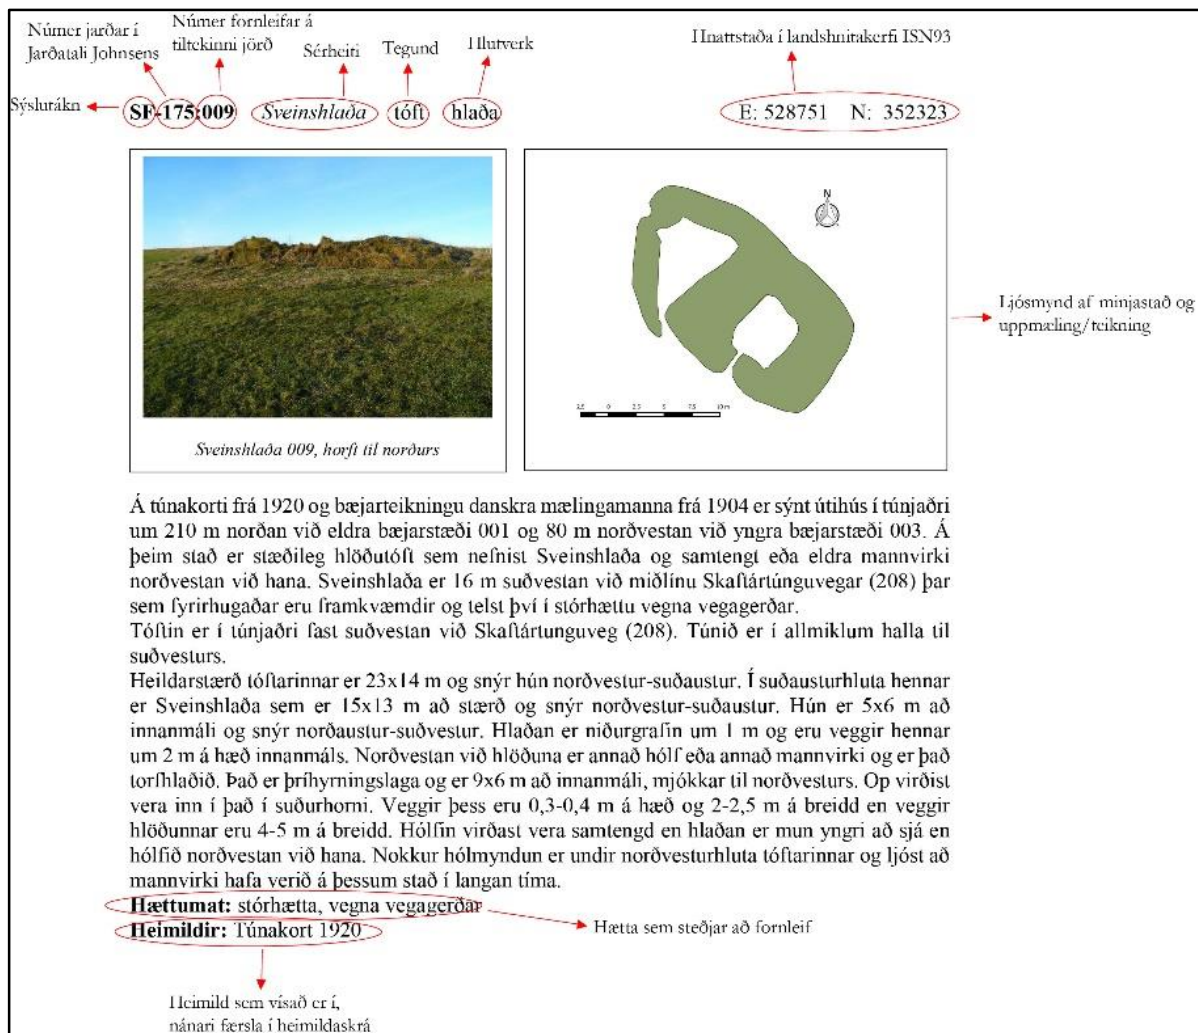 Númer jarðar í
Jarðatali Johnsens
Númer fornleifar á
tiltekinni jörð
Sérheiti
Tegund
Hlutverk
Hnattstaða í landshnitakerfi ISN93
Sýslutákn
SF-175:009 Sveinshlaða tóft hlaða E: 528751 N: 352323
N
2,5 0 2,5 5 7,5 10 m
Sveinshlaða 009, horft til norðurs
Ljósmynd af minjastað og
uppmæling/teikning
Á túnakorti frá 1920 og bæjarteikningu danskra mælingamanna frá 1904 er sýnt útihús í túnjaðri
um 210 m norðan við eldra bæjarstæði 001 og 80 m norðvestan við yngra bæjarstæði 003. Á
þeim stað er stæðileg hlöðutóft sem nefnist Sveinshlaða og samtengt eða eldra mannvirki
norðvestan við hana. Sveinshlaða er 16 m suðvestan við miðlínu Skaftártúnguvegar (208) þar
sem fyrirhugaðar eru framkvæmdir og telst því í stórhættu vegna vegagerðar.
Tóftin er í túnjaðri fast suðvestan við Skaftártunguveg (208). Túnið er í allmiklum halla til
suðvesturs.
Heildarstærð tóftarinnar er 23x14 m og snýr hún norðvestur-suðaustur. Í suðausturhluta hennar
er Sveinshlaða sem er 15x13 m að stærð og snýr norðvestur-suðaustur. Hún er 5x6 m að
innanmáli og snýr norðaustur-suðvestur. Hlaðan er niðurgrafin um 1 m og eru veggir hennar
um 2 m á hæð innanmáls. Norðvestan við hlöðuna er annað hólf eða annað mannvirki og er það
torfhlaðið. Það er þríhyrningslaga og er 9x6 m að innanmáli, mjókkar til norðvesturs. Op virðist
vera inn í það í suðurhorni. Veggir þess eru 0,3-0,4 m á hæð og 2-2,5 m á breidd en veggir
hlöðunnar eru 4-5 m á breidd. Hólfin virðast vera samtengd en hlaðan er mun yngri að sjá en
hólfið norðvestan við hana. Nokkur hólmyndun er undir norðvesturhluta tóftarinnar og ljóst að
mannvirki hafa verið á þessum stað í langan tíma.
Hættumat: stórhætta, vegna vegagerðar
Heimildir: Túnakort 1920
Hætta sem steðjar að fornleif
Heimild sem vísað er í,
nánari færsla í heimildaskrá